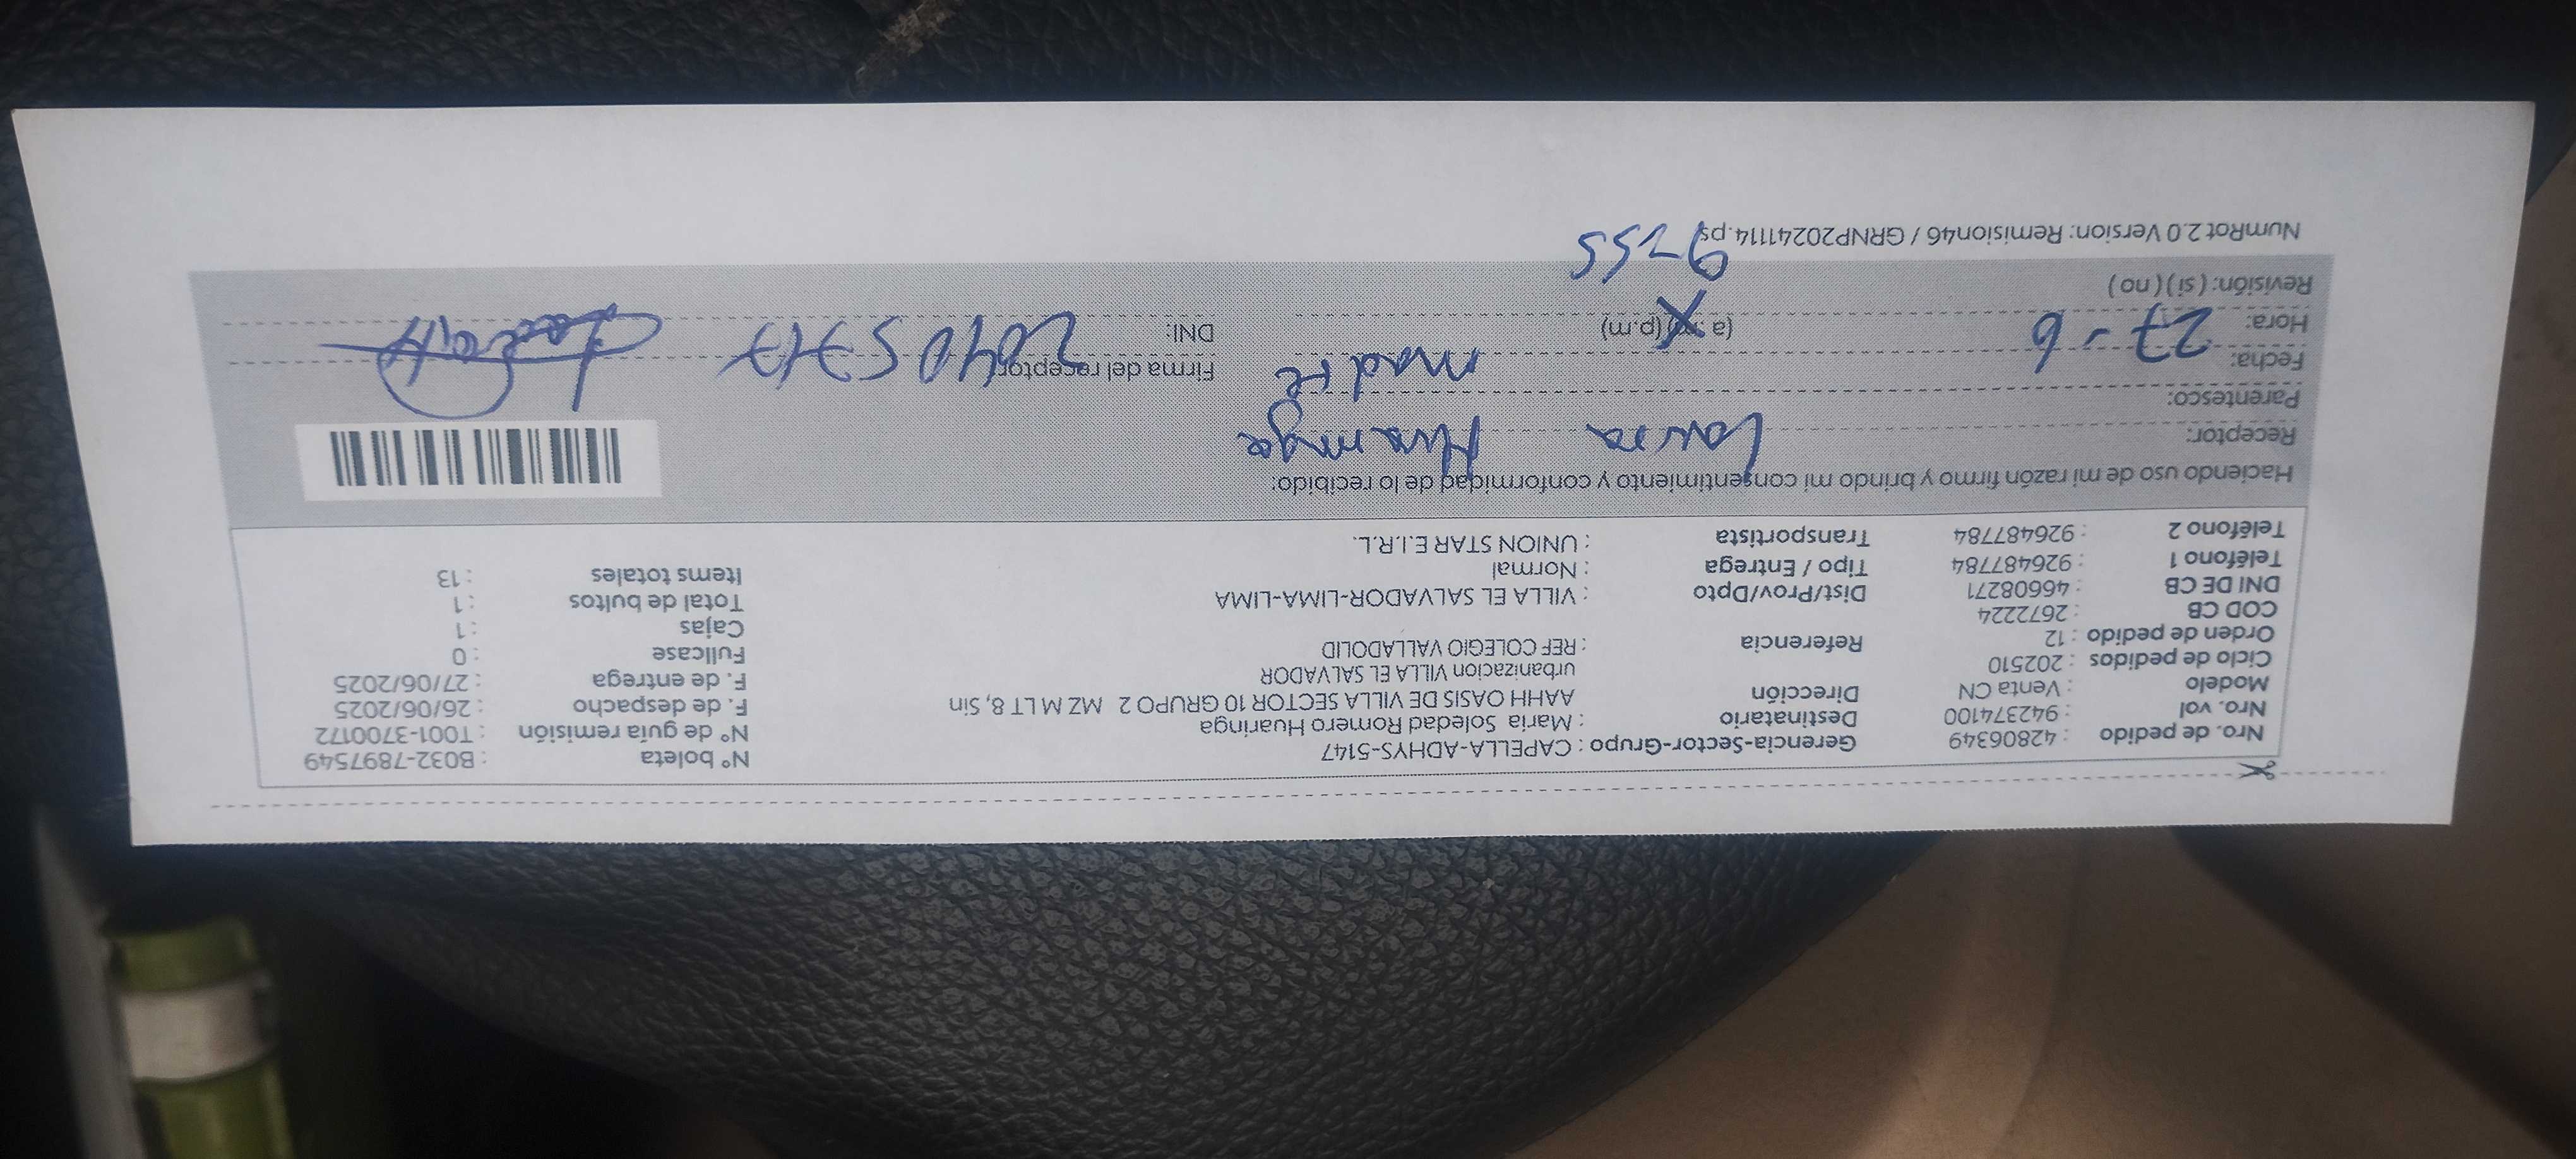 Nro. de pedido : 42806349 Gerencia-Sector-Grupo : CAPELLA-ADHYS-5147 N° boleta : B032-7897549
Nro. vol : 942374100 Destinatario : Maria Soledad Romero Huaringa N° de guía remisión : T001-3700172
Modelo : Venta CN Dirección AAHH OASIS DE VILLA SECTOR 10 GRUPO 2 MZ M LT 8, Sin F. de despacho : 26/06/2025
Ciclo de pedidos : 202510 urbanizacion VILLA EL SALVADOR F. de entrega : 27/06/2025
Orden de pedido : 12 Referencia : REF COLEGIO VALLADOLID Fullcase : 0
COD CB : 2672224 Cajas : 1
DNI DE CB : 46608271 Dist/Prov/Dpto : VILLA EL SALVADOR-LIMA-LIMA Total de bultos : 1
Teléfono 1 : 926487784 Tipo / Entrega : Normal Items totales : 13
Teléfono 2 : 926487784 Transportista : UNION STAR E.I.R.L.
Haciendo uso de mi razón firmo y brindo mi consentimiento y conformidad de lo recibido:
Receptor: Laura
Parentesco: madre
Fecha: 27-6 Firma del receptor
Hora: (a.m) (p.m) DNI:
Revisión: ( si ) ( no ) 9-55
NumRot 2.0 Version: Remision46 / GRNP20241114.ps